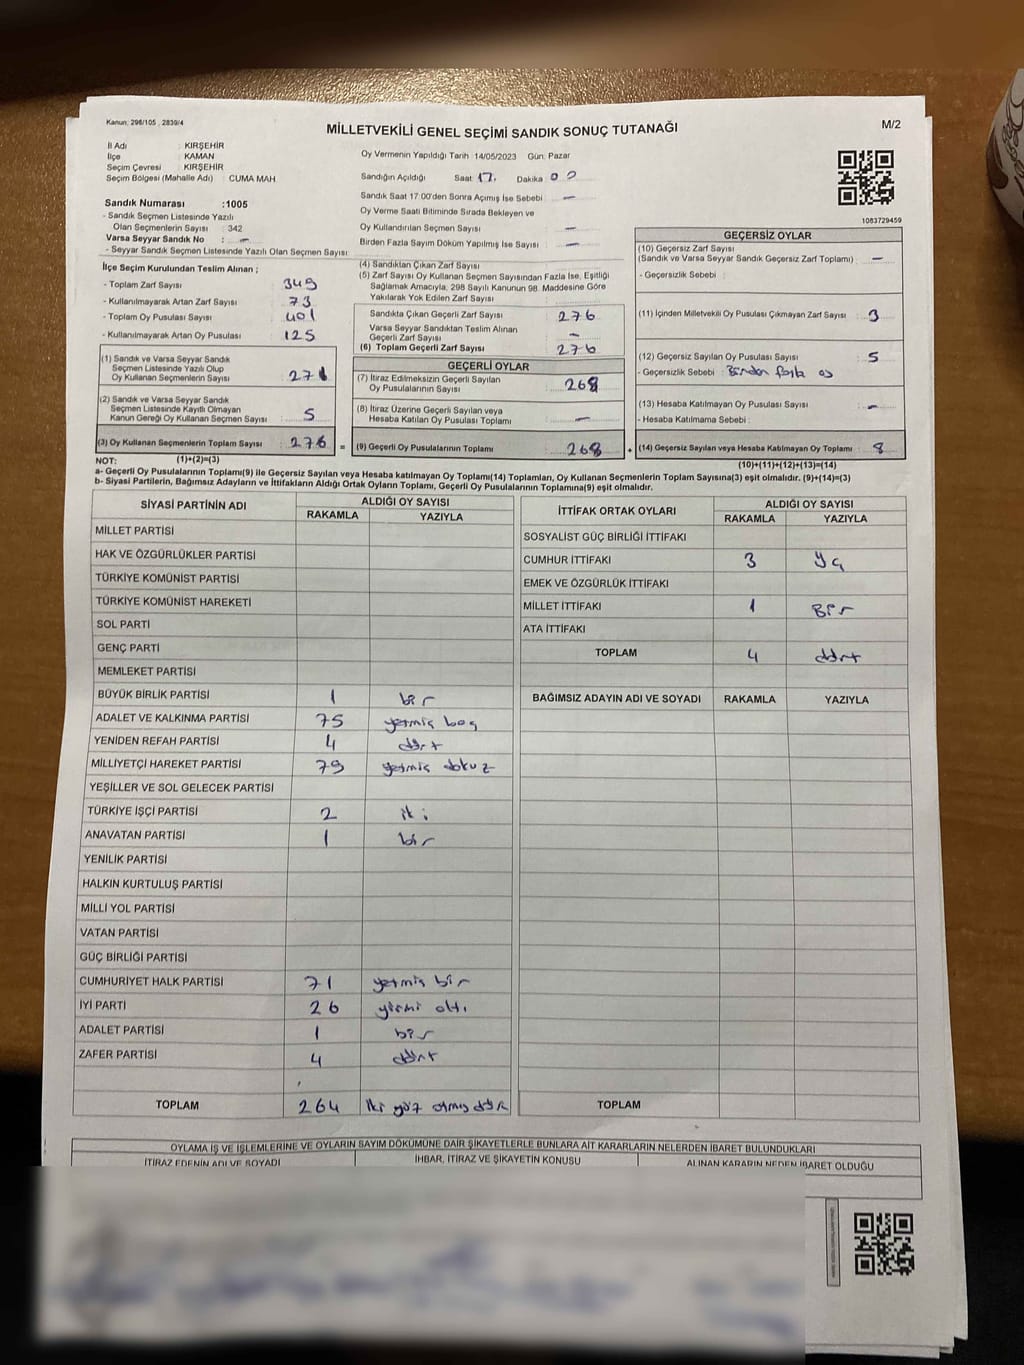 Kanun: 298/105 , 2839/4
MİLLETVEKİLİ GENEL SEÇİMİ SANDIK SONUÇ TUTANAĞI
M/2
İl Adı : KIRŞEHİR
İlçe : KAMAN
Seçim Çevresi : KIRŞEHİR
Seçim Bölgesi (Mahalle Adı) : CUMA MAH.
Sandık Numarası :1005
- Sandık Seçmen Listesinde Yazılı
Olan Seçmenlerin Sayısı : 342
Varsa Seyyar Sandık No : —
- Seyyar Sandık Seçmen Listesinde Yazılı Olan Seçmen Sayısı :
Oy Vermenin Yapıldığı Tarih :14/05/2023 Gün: Pazar
Sandığın Açıldığı Saat :17. Dakika :00
Sandık Saat 17:00'den Sonra Açımış İse Sebebi : —
Oy Verme Saati Bitiminde Sırada Bekleyen ve
Oy Kullandırılan Seçmen Sayısı : —
Birden Fazla Sayım Döküm Yapılmış İse Sayısı : —
1083729459
İlçe Seçim Kurulundan Teslim Alınan ;
- Toplam Zarf Sayısı : 349
- Kullanılmayarak Artan Zarf Sayısı : 73
- Toplam Oy Pusulası Sayısı : 401
- Kullanılmayarak Artan Oy Pusulası : 125
(4) Sandıktan Çıkan Zarf Sayısı :
(5) Zarf Sayısı Oy Kullanan Seçmen Sayısından Fazla İse, Eşitliği
Sağlamak Amacıyla, 298 Sayılı Kanunun 98. Maddesine Göre
Yakılarak Yok Edilen Zarf Sayısı :
Sandıkta Çıkan Geçerli Zarf Sayısı : 276
Varsa Seyyar Sandıktan Teslim Alınan
Geçerli Zarf Sayısı : —
(6) Toplam Geçerli Zarf Sayısı : 276
GEÇERSİZ OYLAR
(10) Geçersiz Zarf Sayısı
(Sandık ve Varsa Seyyar Sandık Geçersiz Zarf Toplamı) : —
- Geçersizlik Sebebi :
(11) İçinden Milletvekili Oy Pusulası Çıkmayan Zarf Sayısı : 3
(12) Geçersiz Sayılan Oy Pusulası Sayısı : 5
- Geçersizlik Sebebi : Birden fazla oy
(13) Hesaba Katılmayan Oy Pusulası Sayısı : —
- Hesaba Katılmama Sebebi :
(1) Sandık ve Varsa Seyyar Sandık
Seçmen Listesinde Yazılı Olup
Oy Kullanan Seçmenlerin Sayısı : 271
(2) Sandık ve Varsa Seyyar Sandık
Seçmen Listesinde Kayıtlı Olmayan
Kanun Gereği Oy Kullanan Seçmen Sayısı : 5
(3) Oy Kullanan Seçmenlerin Toplam Sayısı : 276 =
GEÇERLİ OYLAR
(7) İtiraz Edilmeksizin Geçerli Sayılan
Oy Pusulalarının Sayısı : 268
(8) İtiraz Üzerine Geçerli Sayılan veya
Hesaba Katılan Oy Pusulası Toplamı : —
(9) Geçerli Oy Pusulalarının Toplamı : 268 +
(14) Geçersiz Sayılan veya Hesaba Katılmayan Oy Toplamı : 8
NOT: (1)+(2)=(3)
(10)+(11)+(12)+(13)=(14)
a- Geçerli Oy Pusulalarının Toplamı(9) ile Geçersiz Sayılan veya Hesaba katılmayan Oy Toplamı(14) Toplamları, Oy Kullanan Seçmenlerin Toplam Sayısına(3) eşit olmalıdır. (9)+(14)=(3)
b- Siyasi Partilerin, Bağımsız Adayların ve İttifakların Aldığı Ortak Oyların Toplamı, Geçerli Oy Pusulalarının Toplamına(9) eşit olmalıdır.
SİYASİ PARTİNİN ADI ALDIĞI OY SAYISI
RAKAMLA YAZIYLA
MİLLET PARTİSİ
HAK VE ÖZGÜRLÜKLER PARTİSİ
TÜRKİYE KOMÜNİST PARTİSİ
TÜRKİYE KOMÜNİST HAREKETİ
SOL PARTİ
GENÇ PARTİ
MEMLEKET PARTİSİ
BÜYÜK BİRLİK PARTİSİ 1 bir
ADALET VE KALKINMA PARTİSİ 75 yetmiş beş
YENİDEN REFAH PARTİSİ 4 dört
MİLLİYETÇİ HAREKET PARTİSİ 79 yetmiş dokuz
YEŞİLLER VE SOL GELECEK PARTİSİ
TÜRKİYE İŞÇİ PARTİSİ 2 iki
ANAVATAN PARTİSİ 1 bir
YENİLİK PARTİSİ
HALKIN KURTULUŞ PARTİSİ
MİLLİ YOL PARTİSİ
VATAN PARTİSİ
GÜÇ BİRLİĞİ PARTİSİ
CUMHURİYET HALK PARTİSİ 71 yetmiş bir
İYİ PARTİ 26 yirmi altı
ADALET PARTİSİ 1 bir
ZAFER PARTİSİ 4 dört
TOPLAM 264 iki yüz atmış dört
İTTİFAK ORTAK OYLARI ALDIĞI OY SAYISI
RAKAMLA YAZIYLA
SOSYALİST GÜÇ BİRLİĞİ İTTİFAKI
CUMHUR İTTİFAKI 3 üç
EMEK VE ÖZGÜRLÜK İTTİFAKI
MİLLET İTTİFAKI 1 Bir
ATA İTTİFAKI
TOPLAM 4 dört
BAĞIMSIZ ADAYIN ADI VE SOYADI RAKAMLA YAZIYLA
TOPLAM
OYLAMA İŞ VE İŞLEMLERİNE VE OYLARIN SAYIM DÖKÜMÜNE DAİR ŞİKAYETLERLE BUNLARA AİT KARARLARIN NELERDEN İBARET BULUNDUKLARI
İTİRAZ EDENİN ADI VE SOYADI İHBAR, İTİRAZ VE ŞİKAYETİN KONUSU ALINAN KARARIN NEDEN İBARET OLDUĞU